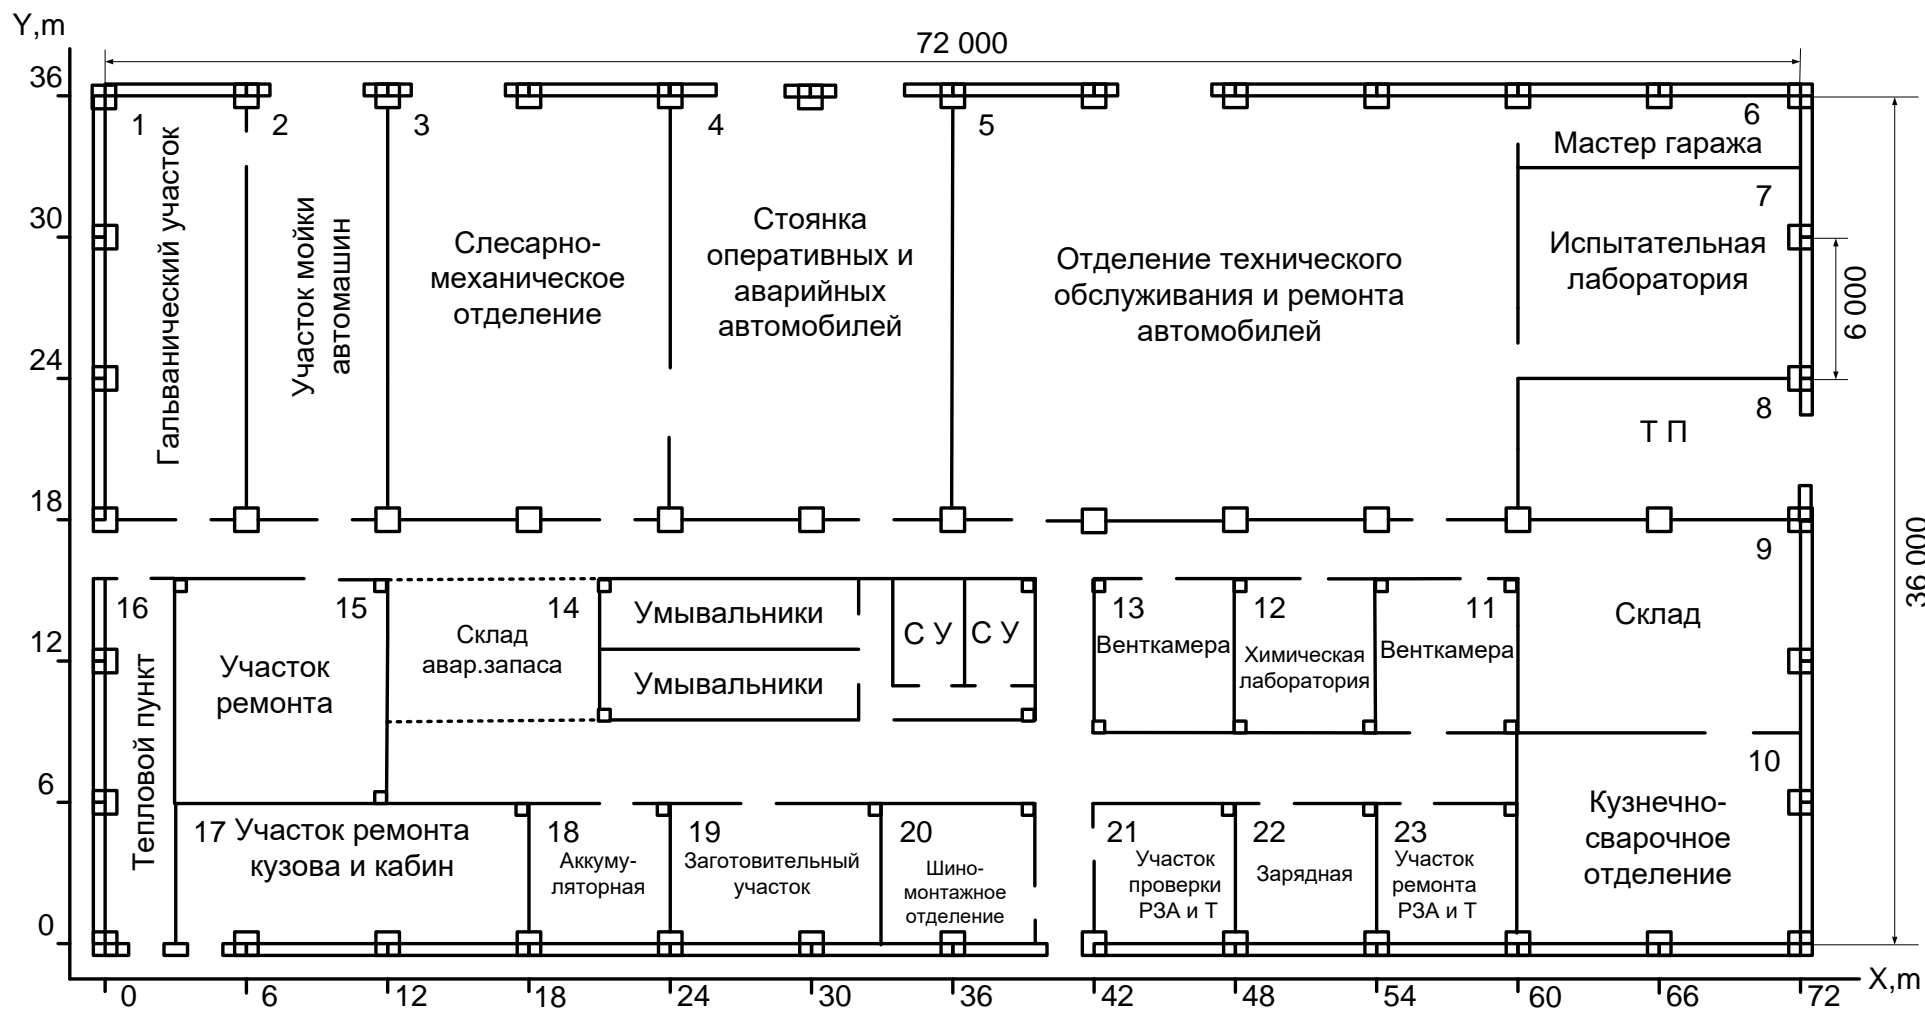 Y,m
72 000
36
1
2
3
4
5
6
Гальванический участок
Участок мойки
автомашин
Слесарно-
механическое
отделение
Стоянка
оперативных и
аварийных
автомобилей
Отделение технического
обслуживания и ремонта
автомобилей
Мастер гаража
7
Испытательная
лаборатория
6 000
30
24
8
Т П
18
9
36 000
16
15
14
Умывальники
С У
С У
13
12
11
Склад
Тепловой пункт
Участок
ремонта
Склад
авар.запаса
Умывальники
Венткамера
Химическая
лаборатория
Венткамера
12
10
6
17 Участок ремонта
кузова и кабин
18
Аккуму-
ляторная
19
Заготовительный
участок
20
Шино-
монтажное
отделение
21
Участок
проверки
РЗА и Т
22
Зарядная
23
Участок
ремонта
РЗА и Т
Кузнечно-
сварочное
отделение
0
0
6
12
18
24
30
36
42
48
54
60
66
72
X,m